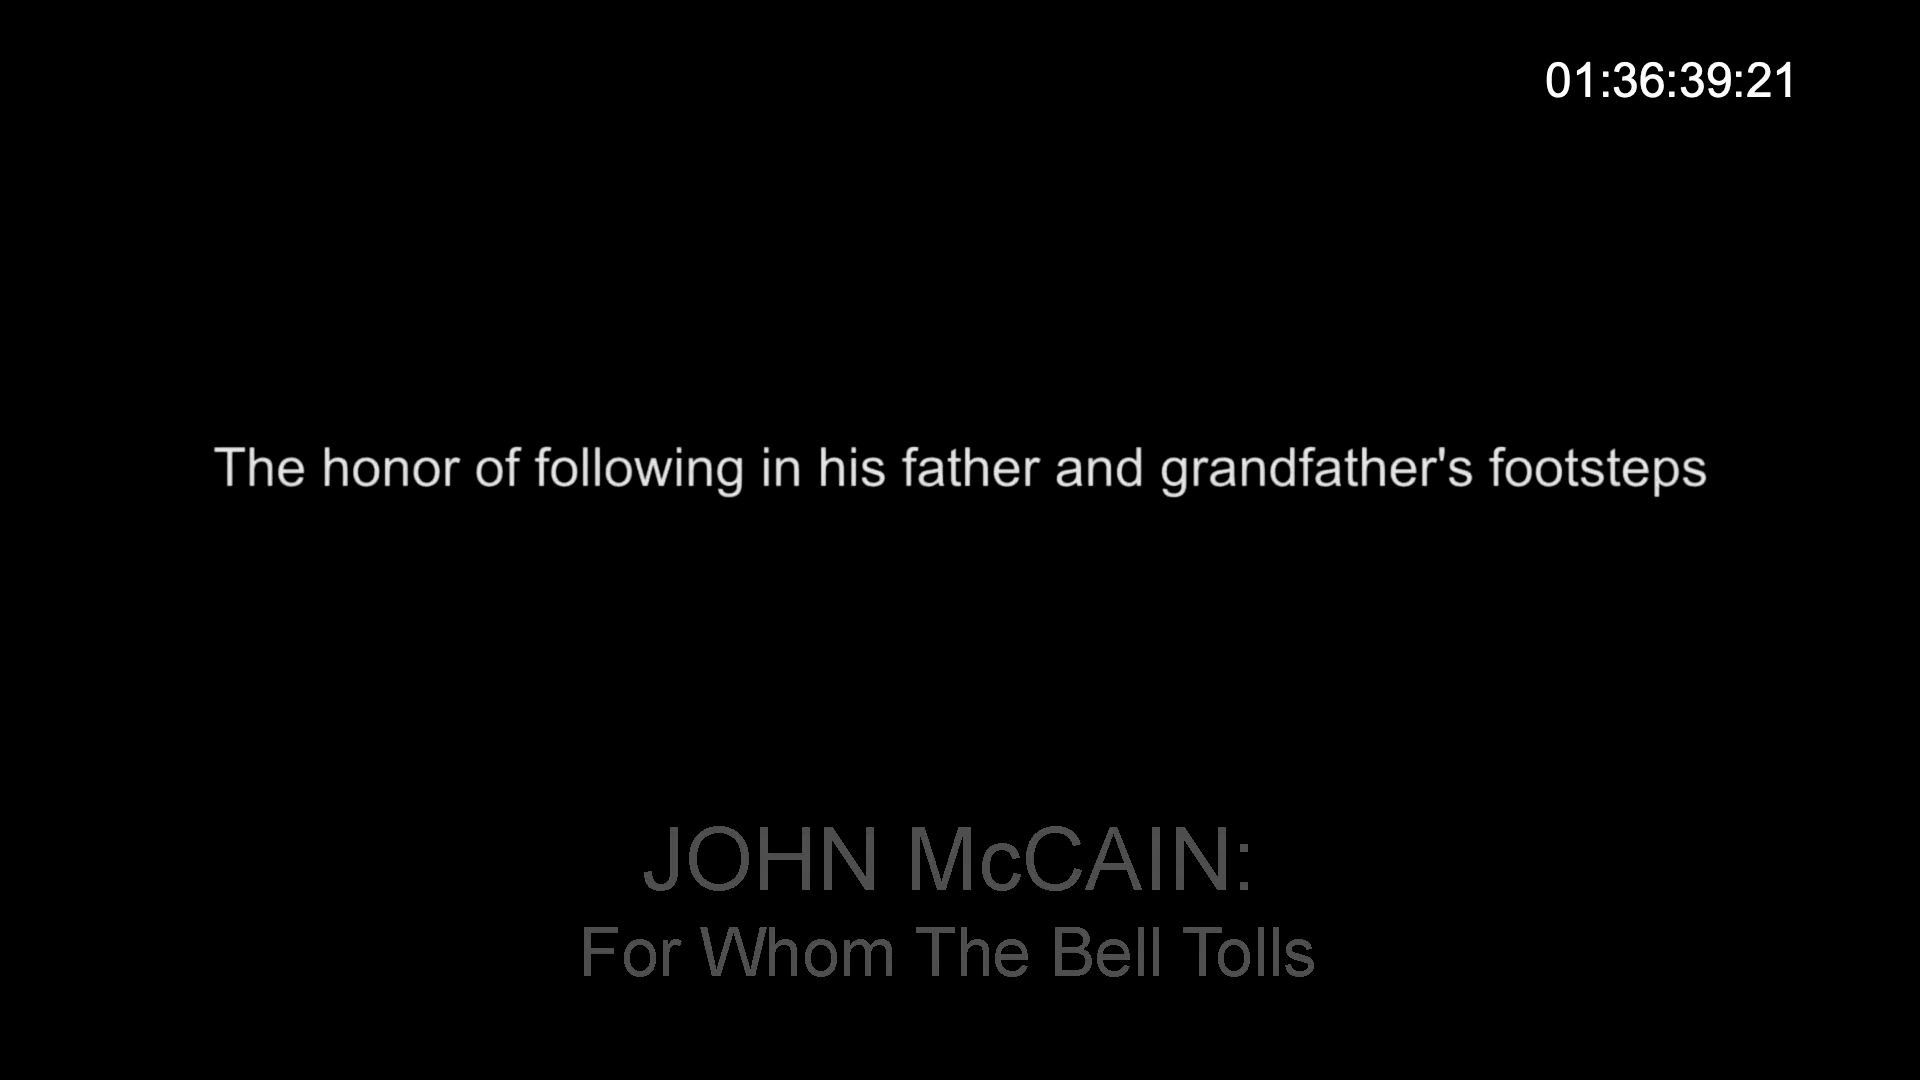 01:36:39:21
The honor of following in his father and grandfather's footsteps
JOHN McCAIN:
For Whom The Bell Tolls